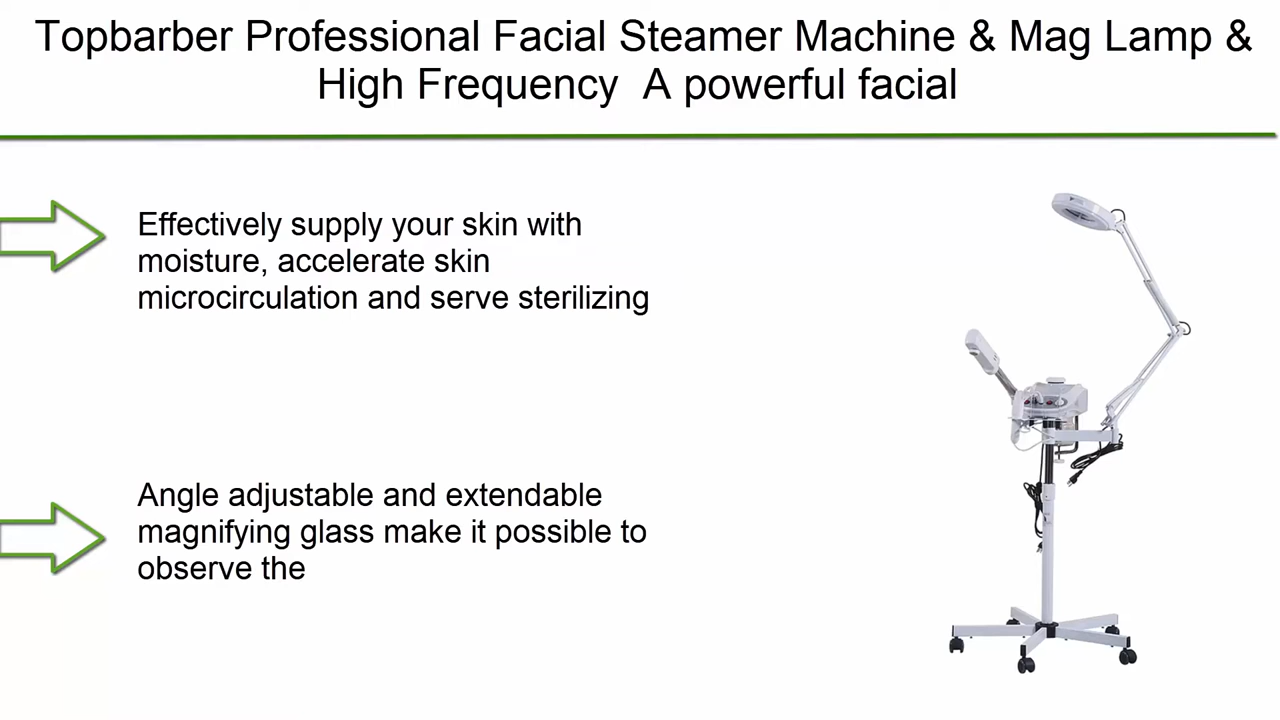 Topbarber Professional Facial Steamer Machine & Mag Lamp &
High Frequency  A powerful facial
Effectively supply your skin with
moisture, accelerate skin
microcirculation and serve sterilizing
Angle adjustable and extendable
magnifying glass make it possible to
observe the